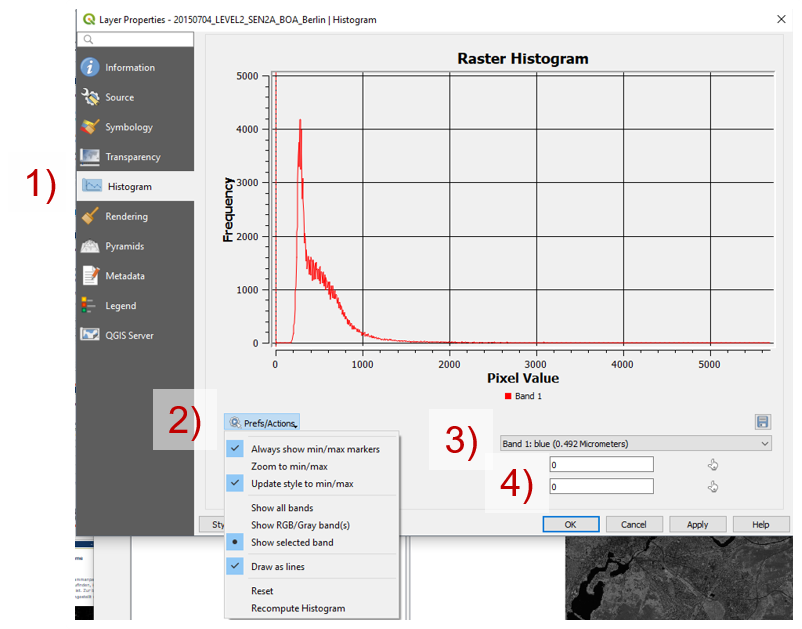 Layer Properties - 20150704_LEVEL2_SEN2A_BOA_Berlin | Histogram
Information
Source
Symbology
Transparency
1)
Histogram
Rendering
Pyramids
Metadata
Legend
QGIS Server
Raster Histogram
Frequency
5000
4000
3000
2000
1000
0
0 1000 2000 3000 4000 5000
Pixel Value
Band 1
2)
Prefs/Actions
Always show min/max markers
Zoom to min/max
Update style to min/max
Show all bands
Show RGB/Gray band(s)
Show selected band
Draw as lines
Reset
Recompute Histogram
3)
Band 1: blue (0.492 Micrometers)
4)
0
0
Sty
OK Cancel Apply Help